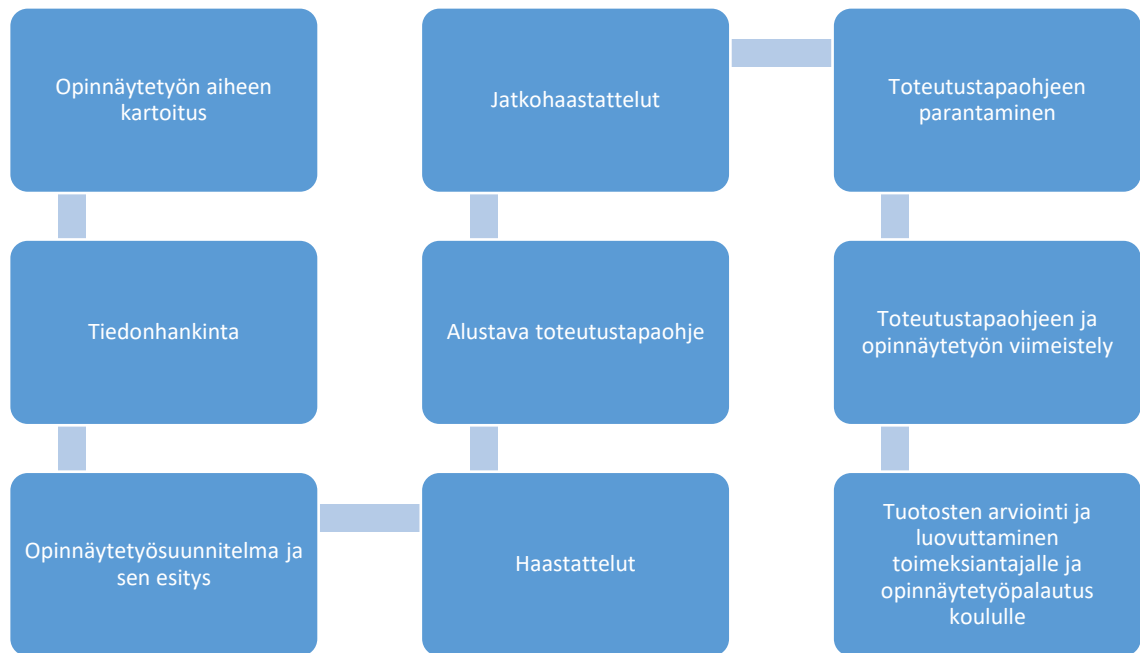 Opinnäytetyön aiheen
kartoitus
Tiedonhankinta
Opinnäytetyösuunnitelma ja
sen esitys
Haastattelut
Alustava toteutustapaohje
Jatkohaastattelut
Toteutustapaohjeen
parantaminen
Toteutustapaohjeen ja
opinnäytetyön viimeistely
Tuotosten arviointi ja
luovuttaminen
toimeksiantajalle ja
opinnäytetyöpalautus
koululle